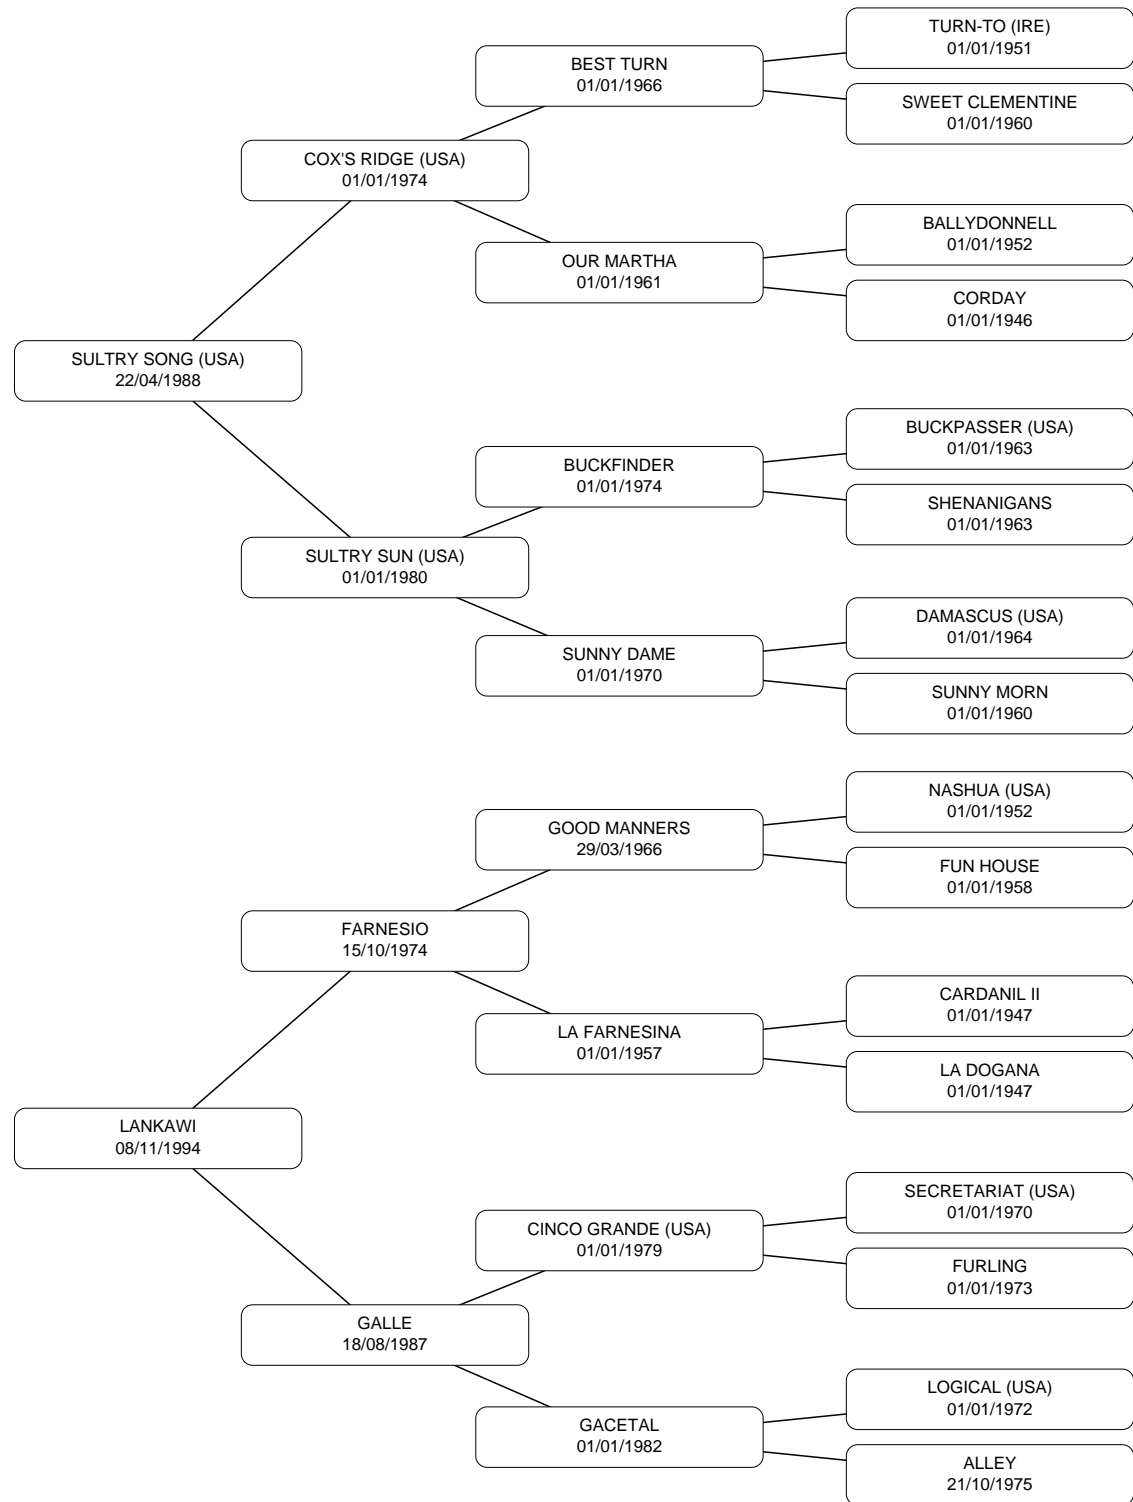 TURN-TO (IRE)
01/01/1951
BEST TURN
01/01/1966
SWEET CLEMENTINE
01/01/1960
COX'S RIDGE (USA)
01/01/1974
BALLYDONNELL
01/01/1952
OUR MARTHA
01/01/1961
CORDAY
01/01/1946
SULTRY SONG (USA)
22/04/1988
BUCKPASSER (USA)
01/01/1963
BUCKFINDER
01/01/1974
SHENANIGANS
01/01/1963
SULTRY SUN (USA)
01/01/1980
DAMASCUS (USA)
01/01/1964
SUNNY DAME
01/01/1970
SUNNY MORN
01/01/1960
NASHUA (USA)
01/01/1952
GOOD MANNERS
29/03/1966
FUN HOUSE
01/01/1958
FARNESIO
15/10/1974
CARDANIL II
01/01/1947
LA FARNESINA
01/01/1957
LA DOGANA
01/01/1947
LANKAWI
08/11/1994
SECRETARIAT (USA)
01/01/1970
CINCO GRANDE (USA)
01/01/1979
FURLING
01/01/1973
GALLE
18/08/1987
LOGICAL (USA)
01/01/1972
GACETAL
01/01/1982
ALLEY
21/10/1975